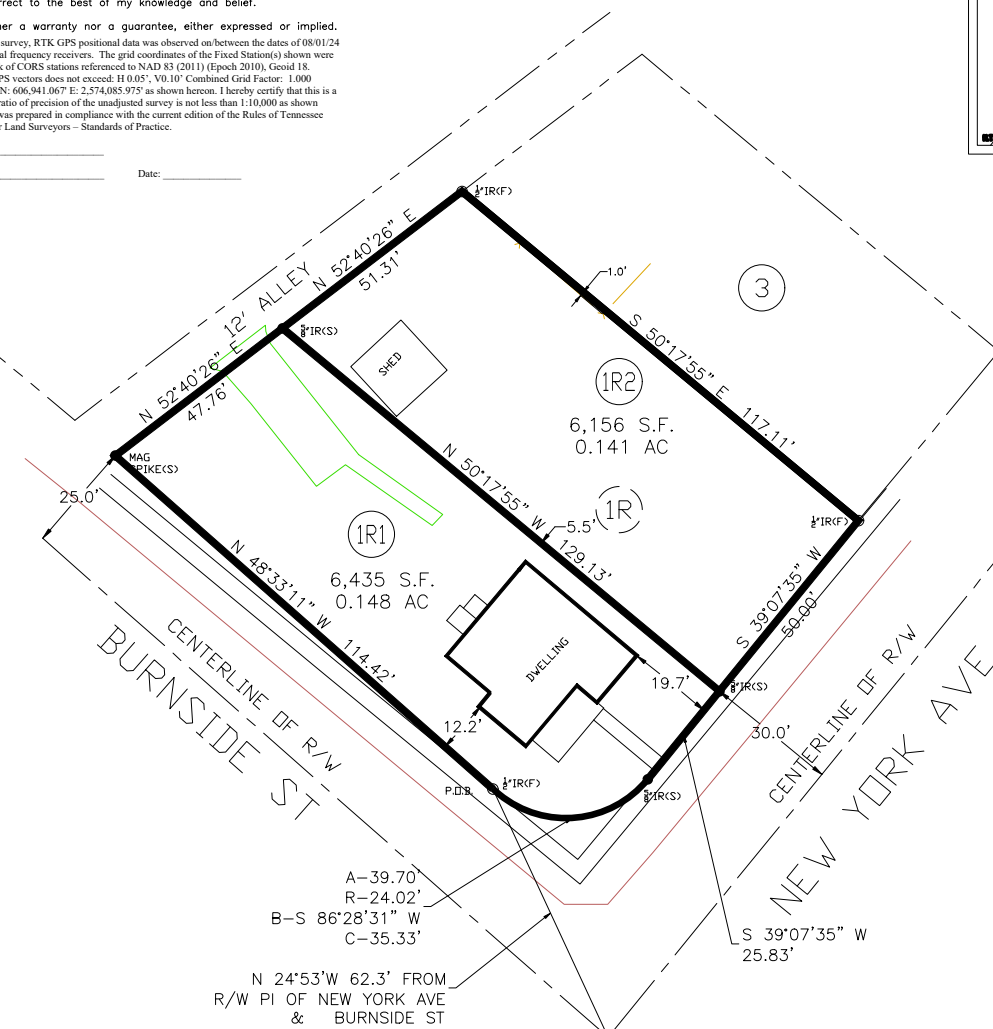 rrect to the best of my knowledge and belief.
her a warranty nor a guarantee, either expressed or implied.
survey, RTK GPS positional data was observed on/between the dates of 08/01/24
al frequency receivers. The grid coordinates of the Fixed Station(s) shown were
k of CORS stations referenced to NAD 83 (2011) (Epoch 2010), Geoid 18.
PS vectors does not exceed: H 0.05', V0.10' Combined Grid Factor: 1.000
N: 606,941.067' E: 2,574,085.975' as shown hereon. I hereby certify that this is a
ratio of precision of the unadjusted survey is not less than 1:10,000 as shown
was prepared in compliance with the current edition of the Rules of Tennessee
r Land Surveyors – Standards of Practice.
Date:
1/2"IR(F)
N 52°40'26" E
51.31'
12' ALLEY
5/8"IR(S)
N 52°40'26" E
47.76'
MAG
SPIKE(S)
25.0'
SHED
1.0'
3
S 50°17'55" E 117.11'
1R2
6,156 S.F.
0.141 AC
1R
N 50°17'55" W 129.13'
5.5'
1/2"IR(F)
1R1
6,435 S.F.
0.148 AC
N 48°33'11" W 114.42'
DWELLING
S 39°07'35" W
50.00'
19.7'
12.2'
5/8"IR(S)
30.0'
CENTERLINE OF R/W
BURNSIDE ST
CENTERLINE OF R/W
NEW YORK AVE
P.O.B.
1/2"IR(F)
5/8"IR(S)
A-39.70'
R-24.02'
B-S 86°28'31" W
C-35.33'
S 39°07'35" W
25.83'
N 24°53'W 62.3' FROM
R/W PI OF NEW YORK AVE
& BURNSIDE ST